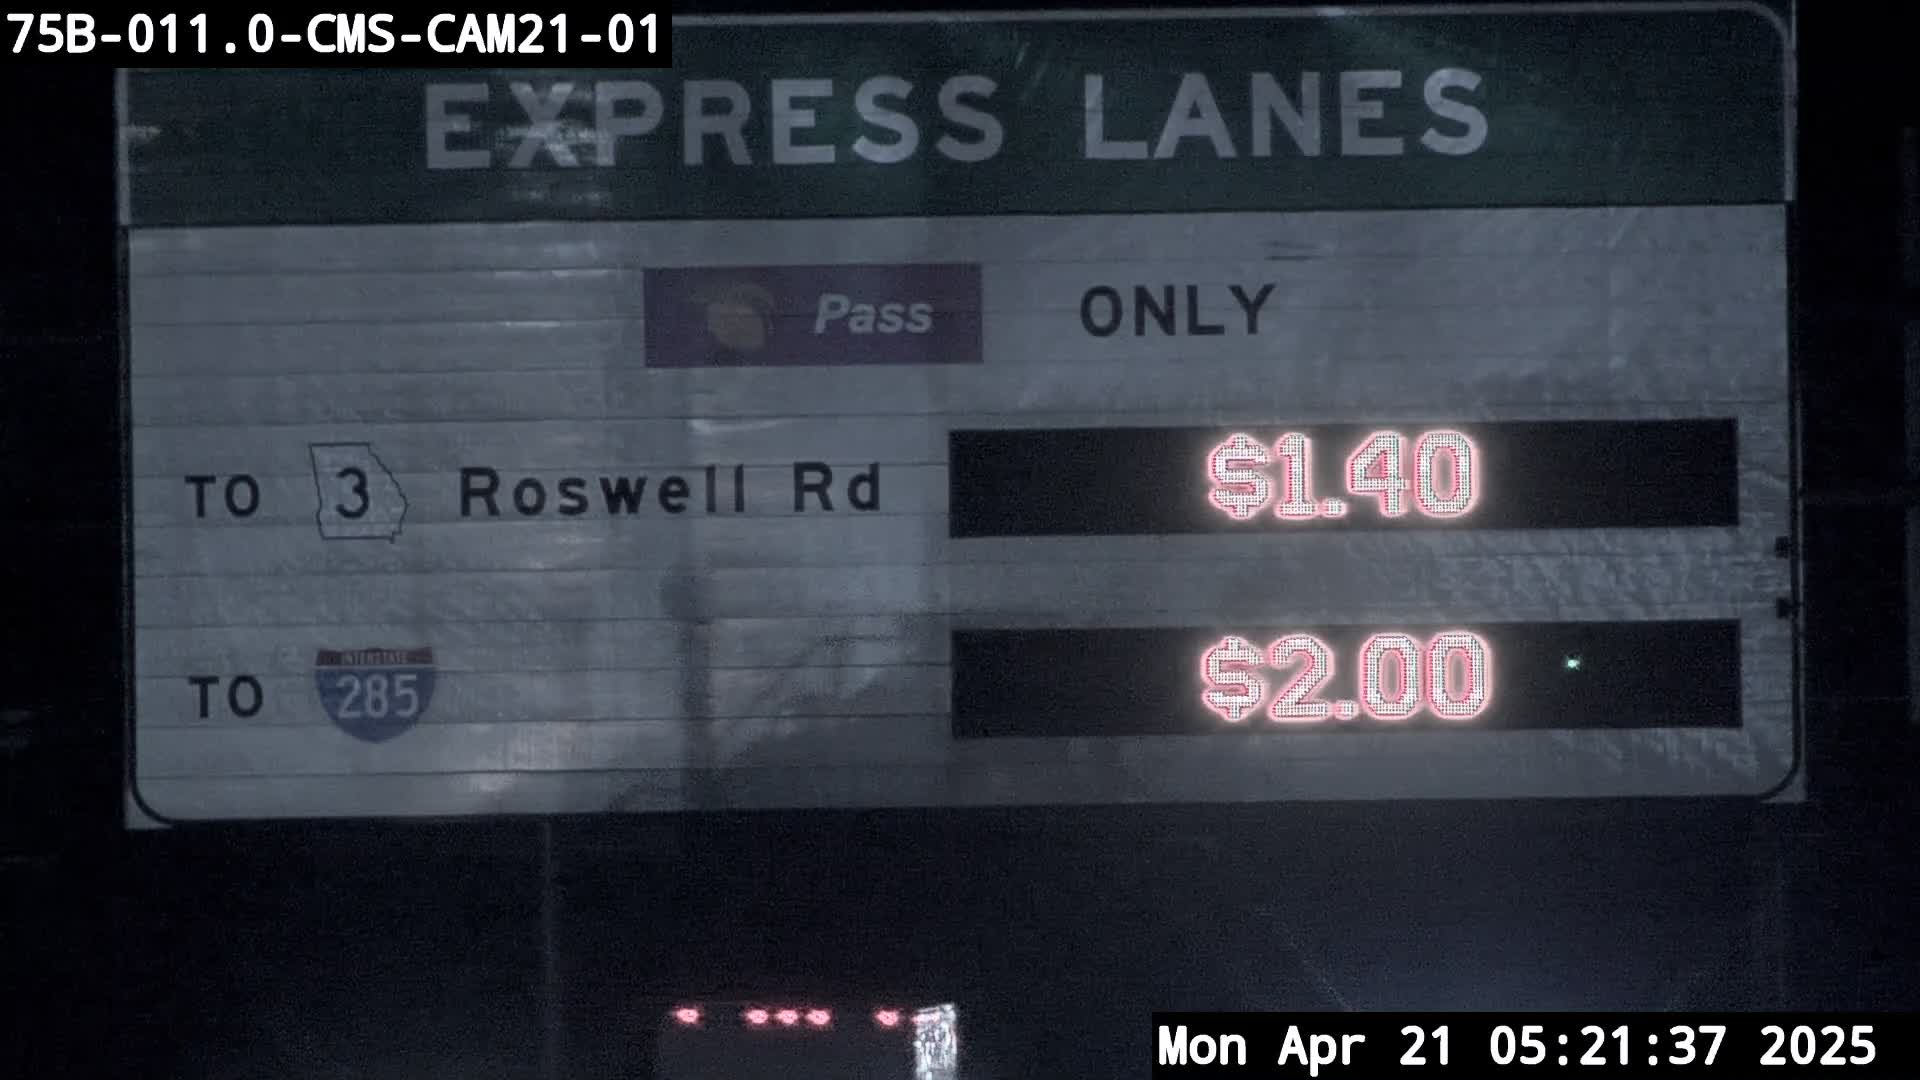 75B-011.0-CMS-CAM21-01
EXPRESS LANES
Pass ONLY
TO 3 Roswell Rd $1.40
INTERSTATE
TO 285 $2.00
Mon Apr 21 05:21:37 2025